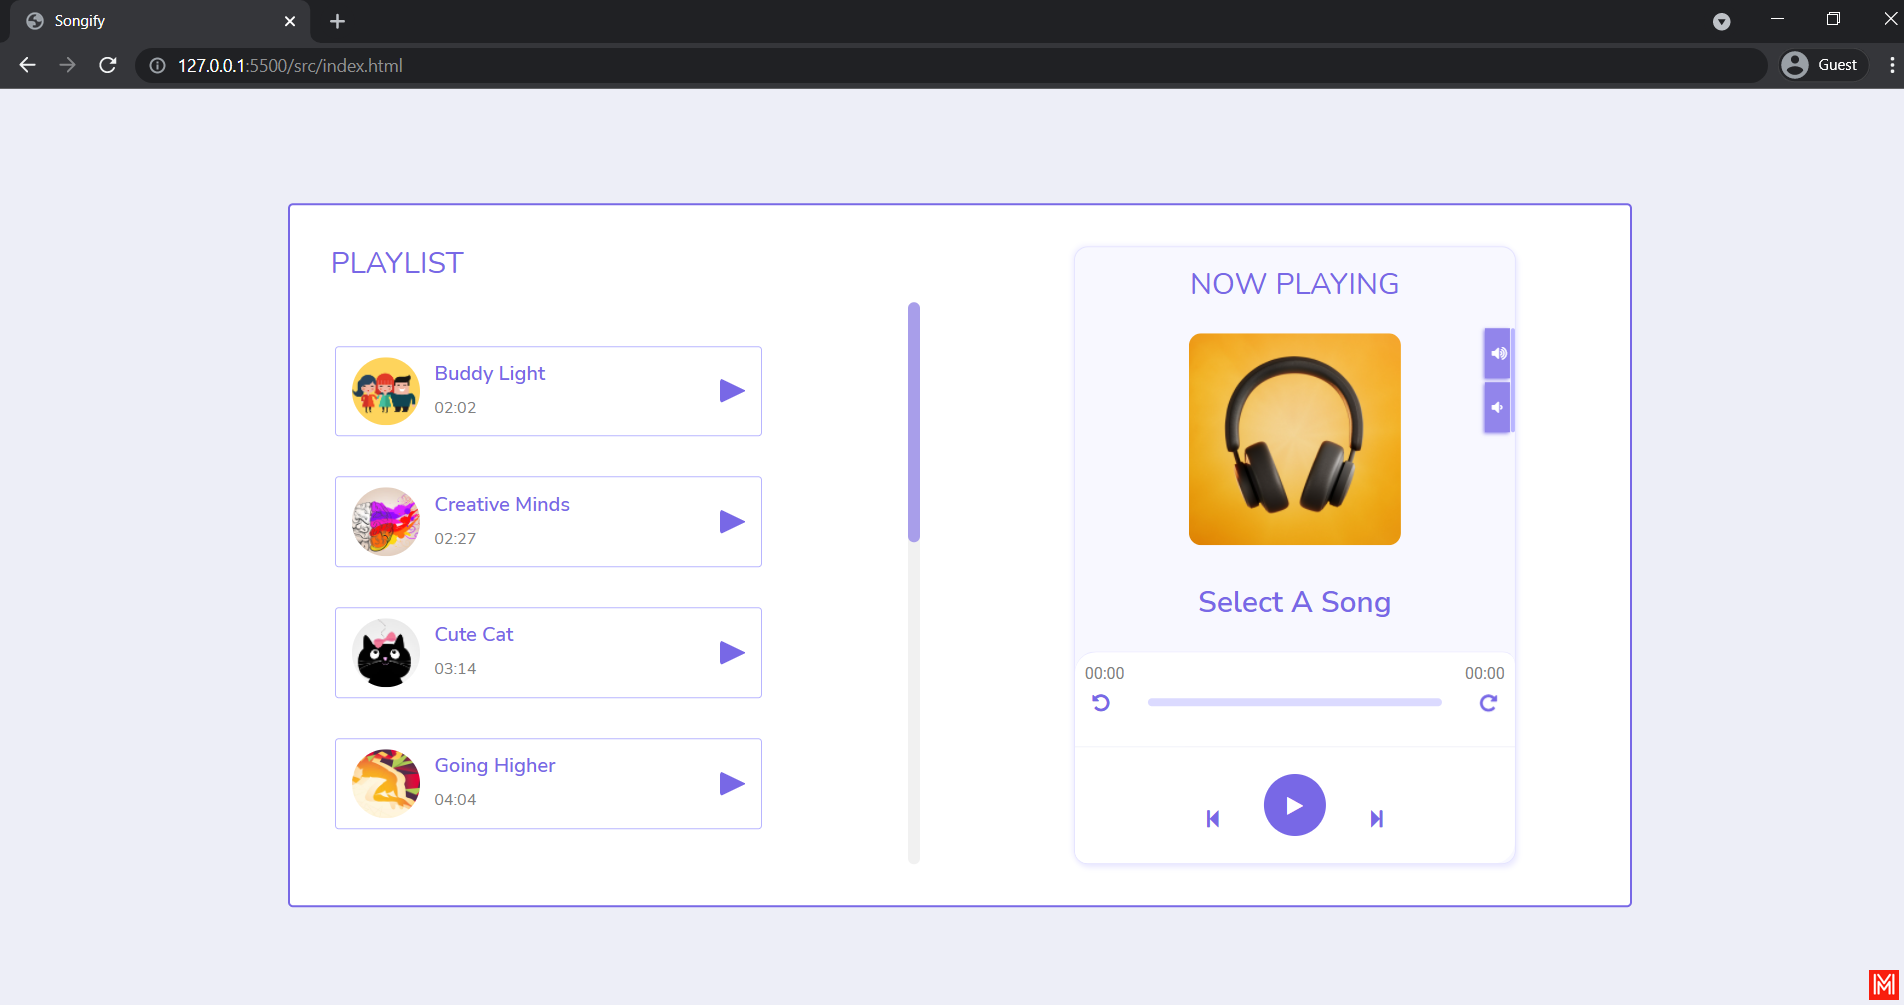 Songify
127.0.0.1:5500/src/index.html
Guest
PLAYLIST
Buddy Light
02:02
Creative Minds
02:27
Cute Cat
03:14
Going Higher
04:04
NOW PLAYING
Select A Song
00:00 00:00